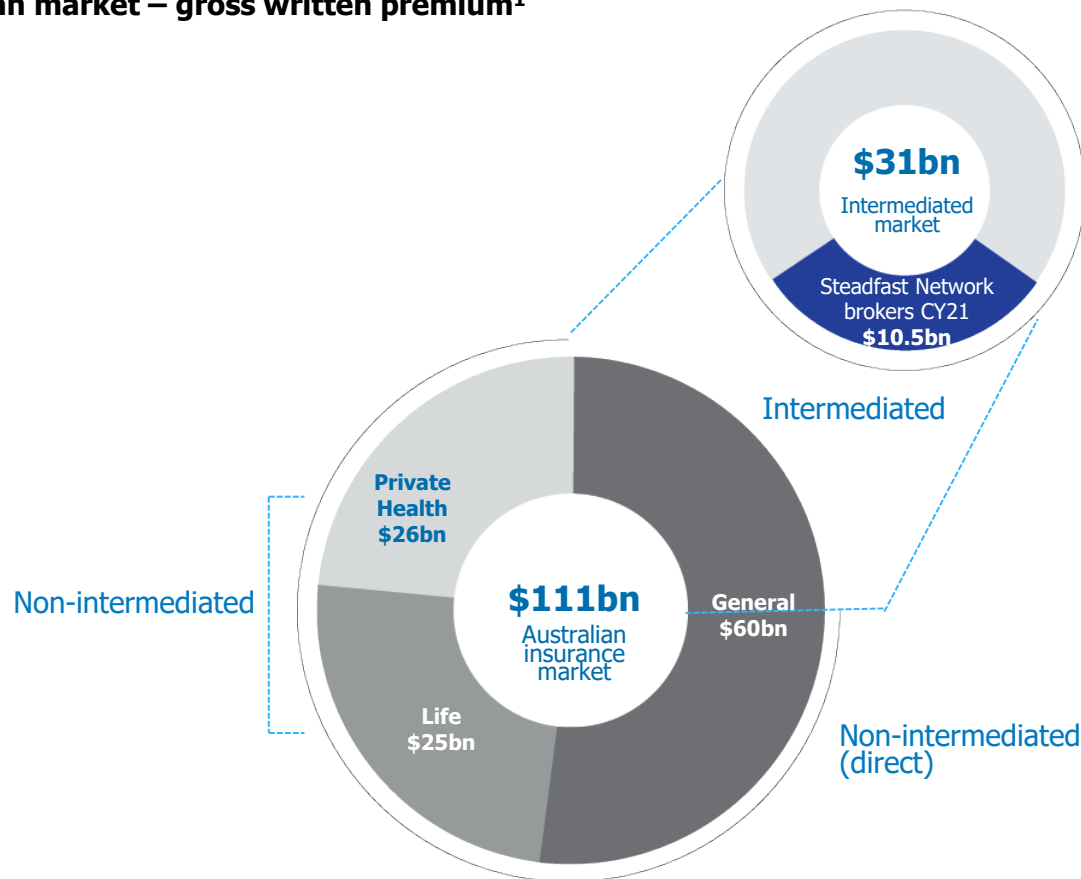 market – gross written premium¹
$31bn
Intermediated
market
Steadfast Network
brokers CY21
$10.5bn
Intermediated
Private
Health
$26bn
Non-intermediated
$111bn
Australian
insurance
market
General
$60bn
Life
$25bn
Non-intermediated
(direct)